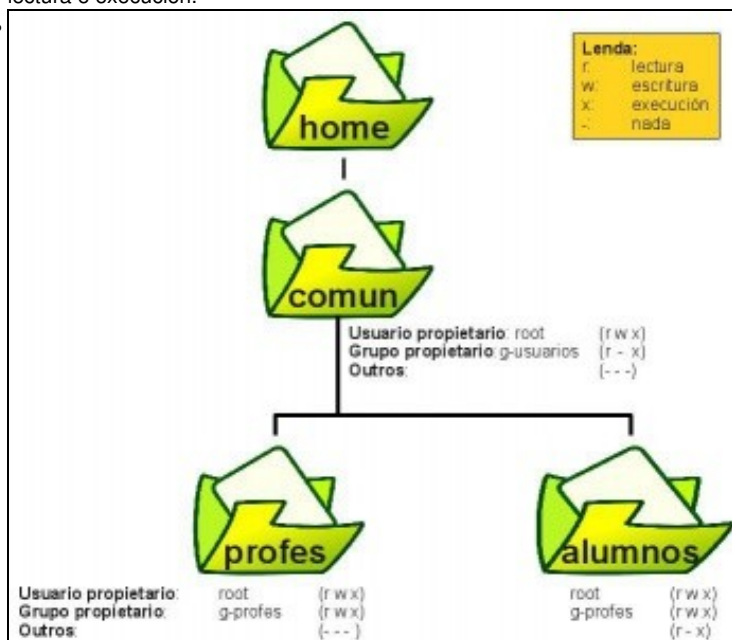 lectura e execución.
home
Lenda:
r: lectura
w: escritura
x: execución
-: nada
comun
Usuario propietario: root (r w x)
Grupo propietario: g-usuarios (r - x)
Outros: (- - -)
profes
alumnos
Usuario propietario: root (r w x) root (r w x)
Grupo propietario: g-profes (r w x) g-profes (r w x)
Outros: (- - - ) (r - x)